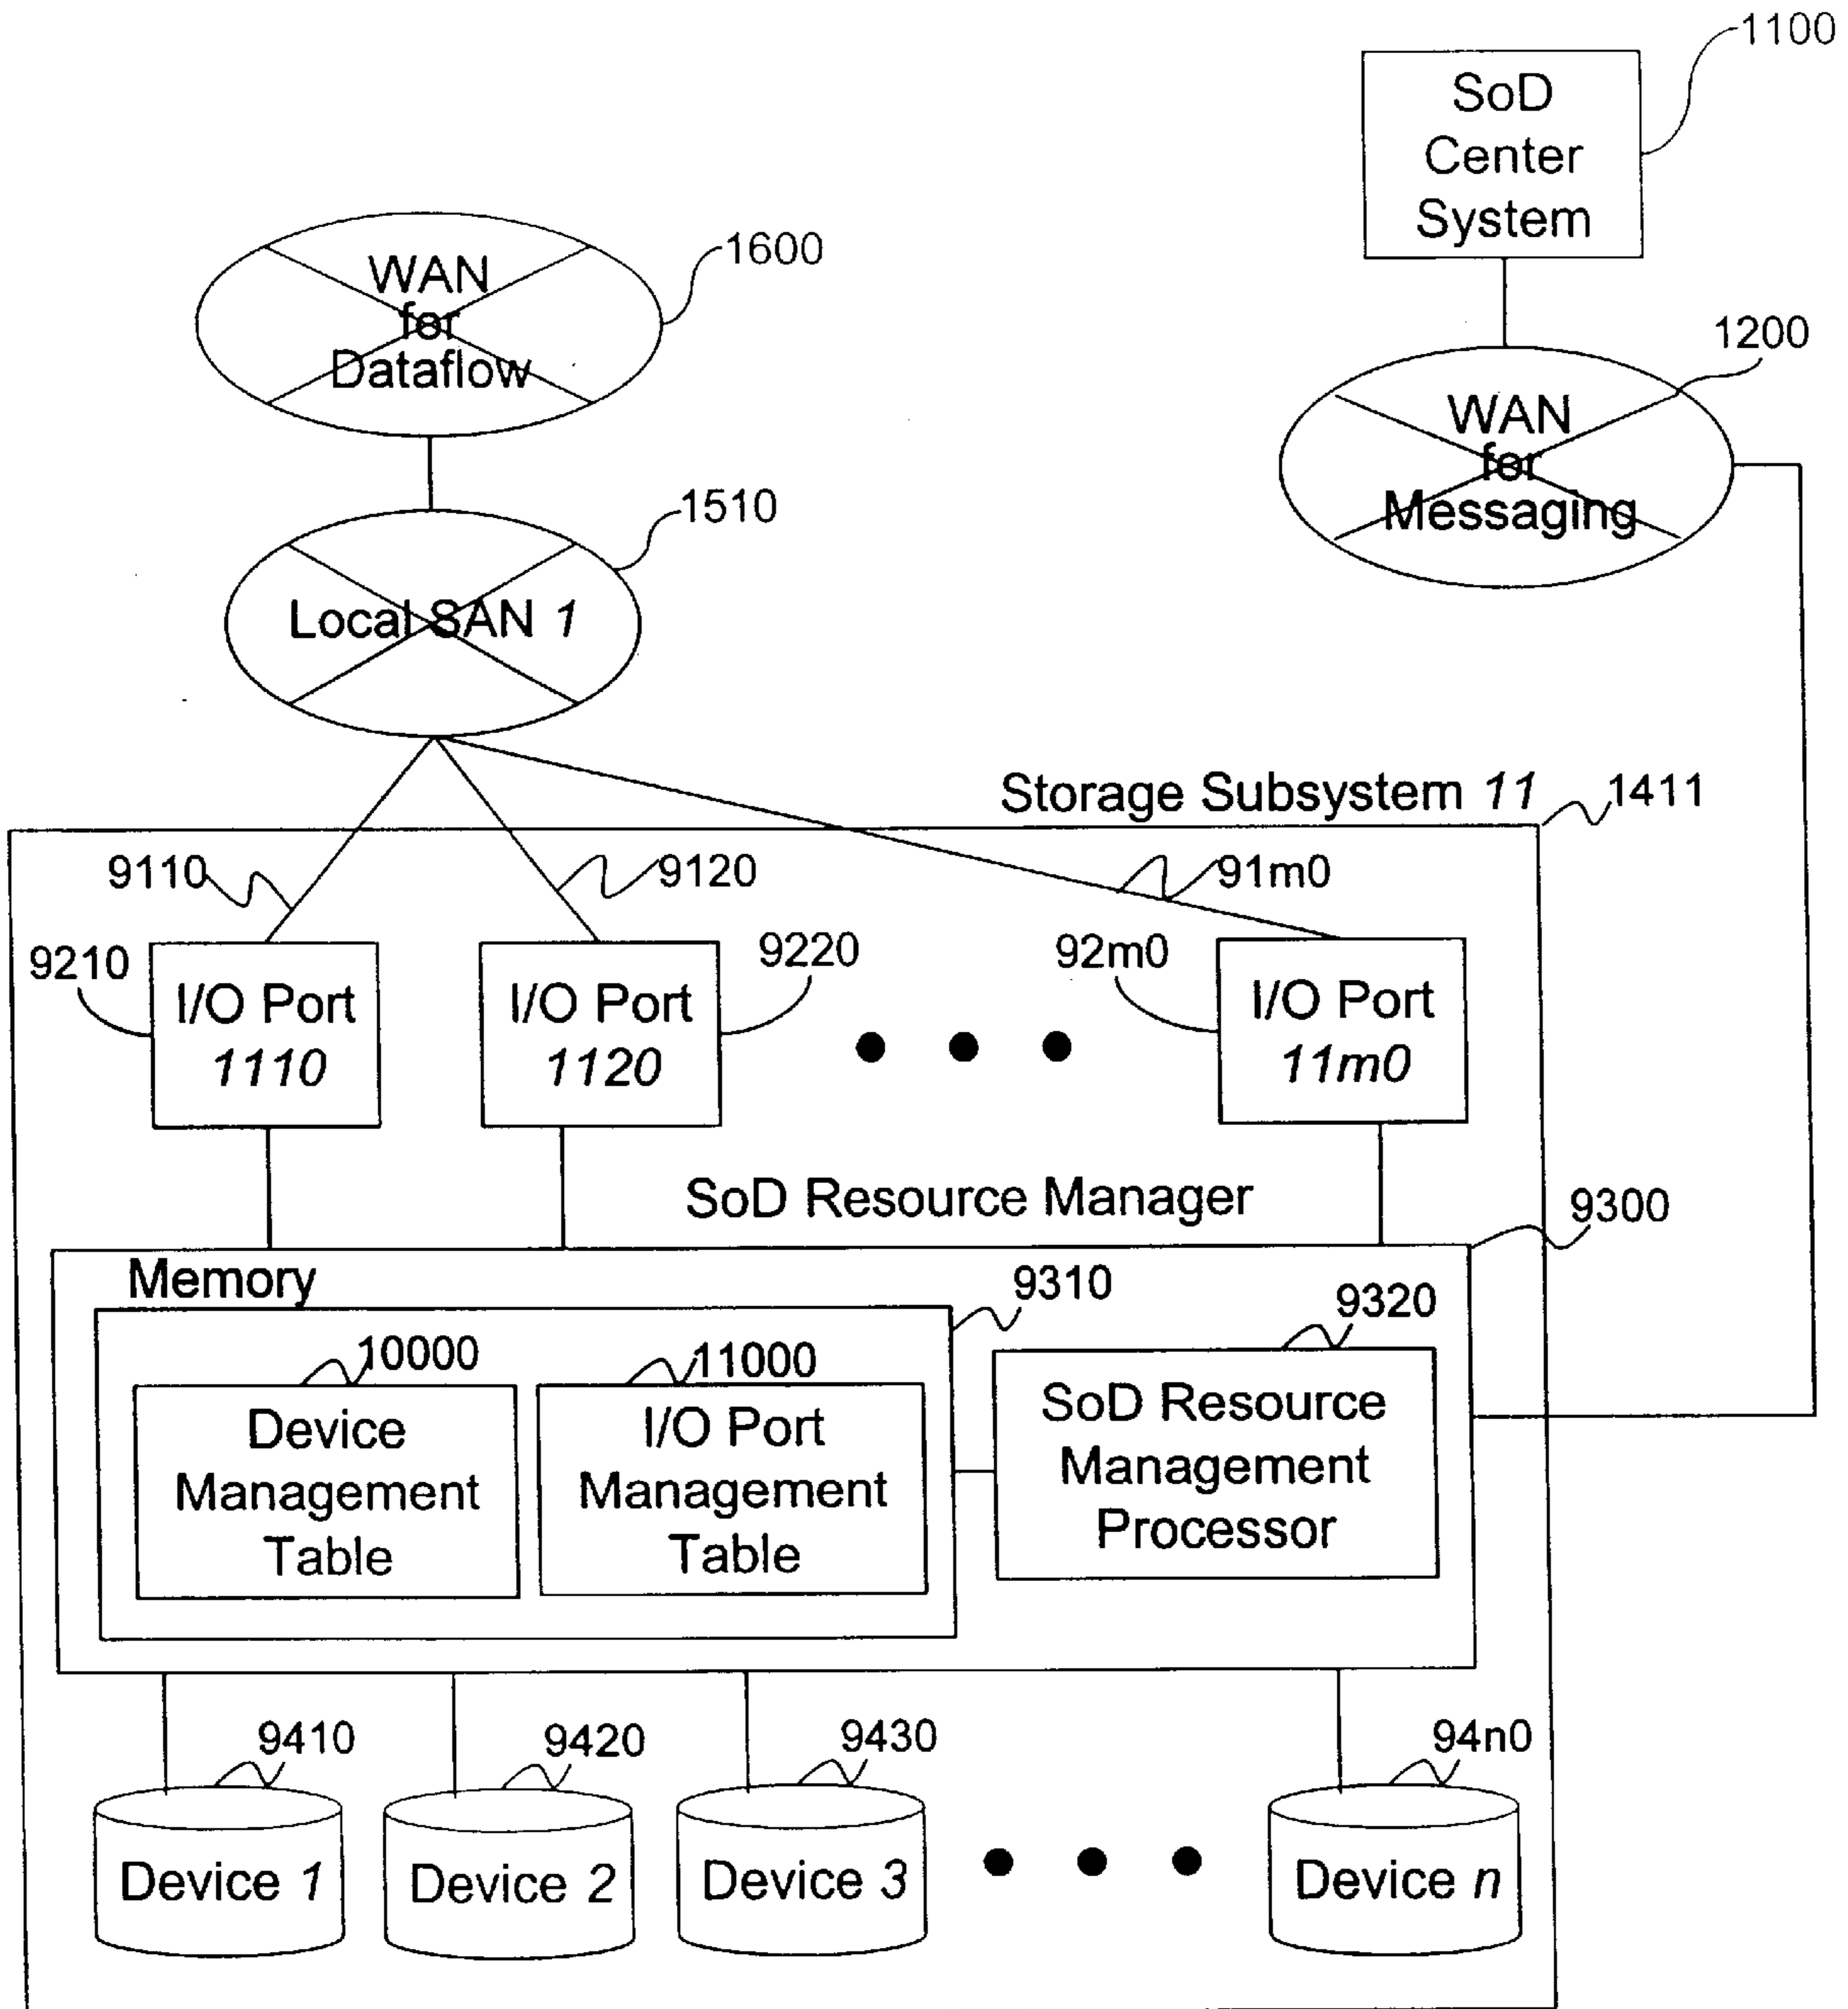 1100
SoD
Center
System
1600
WAN
for
Dataflow
1200
WAN
for
Messaging
1510
Local SAN 1
Storage Subsystem 11
1411
9110
9120
91m0
9210
9220
92m0
I/O Port
1110
I/O Port
1120
I/O Port
11m0
SoD Resource Manager
9300
Memory
9310
9320
10000
11000
Device
Management
Table
I/O Port
Management
Table
SoD Resource
Management
Processor
9410
9420
9430
94n0
Device 1
Device 2
Device 3
Device n